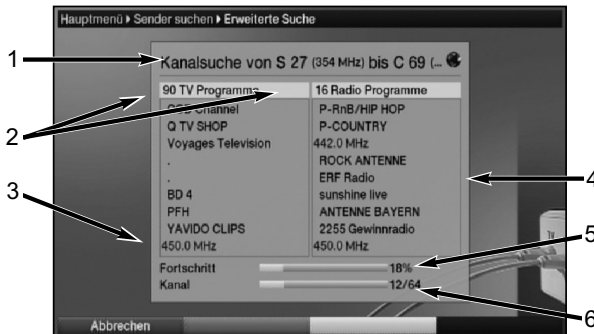 Hauptmenü ▸ Sender suchen ▸ Erweiterte Suche
1
Kanalsuche von S 27 (354 MHz) bis C 69 (...
90 TV Programme
16 Radio Programme
2
Channel
P-RnB/HIP HOP
Q TV SHOP
P-COUNTRY
Voyages Television
442.0 MHz
.
ROCK ANTENNE
.
ERF Radio
4
BD 4
sunshine live
3
PFH
ANTENNE BAYERN
YAVIDO CLIPS
2255 Gewinnradio
450.0 MHz
450.0 MHz
5
Fortschritt
18%
Kanal
12/64
6
TV
Abbrechen